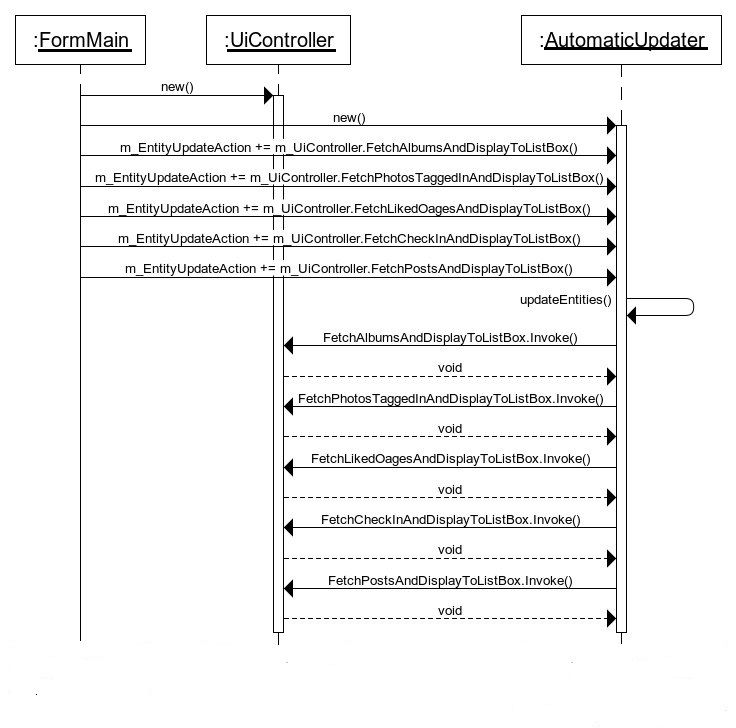 :FormMain
:UiController
:AutomaticUpdater
new()
new()
m_EntityUpdateAction += m_UiController.FetchAlbumsAndDisplayToListBox()
m_EntityUpdateAction += m_UiController.FetchPhotosTaggedInAndDisplayToListBox()
m_EntityUpdateAction += m_UiController.FetchLikedOagesAndDisplayToListBox()
m_EntityUpdateAction += m_UiController.FetchCheckInAndDisplayToListBox()
m_EntityUpdateAction += m_UiController.FetchPostsAndDisplayToListBox()
updateEntities()
FetchAlbumsAndDisplayToListBox.Invoke()
void
FetchPhotosTaggedInAndDisplayToListBox.Invoke()
void
FetchLikedOagesAndDisplayToListBox.Invoke()
void
FetchCheckInAndDisplayToListBox.Invoke()
void
FetchPostsAndDisplayToListBox.Invoke()
void